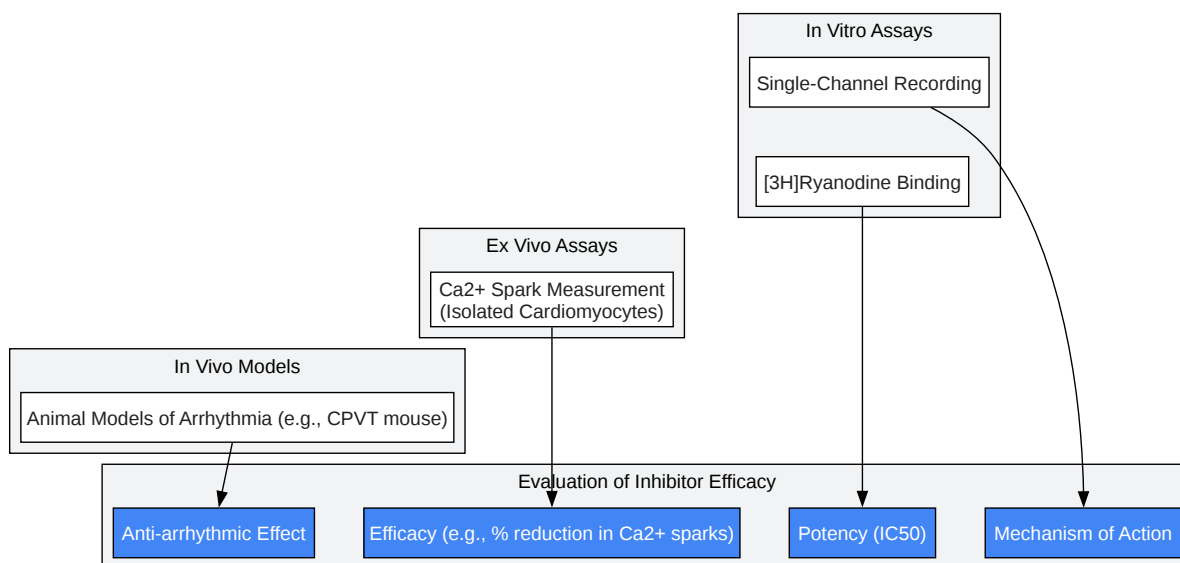 In Vitro Assays
Single-Channel Recording
[3H]Ryanodine Binding
Ex Vivo Assays
Ca2+ Spark Measurement
(Isolated Cardiomyocytes)
In Vivo Models
Animal Models of Arrhythmia (e.g., CPVT mouse)
Evaluation of Inhibitor Efficacy
Anti-arrhythmic Effect
Efficacy (e.g., % reduction in Ca2+ sparks)
Potency (IC50)
Mechanism of Action